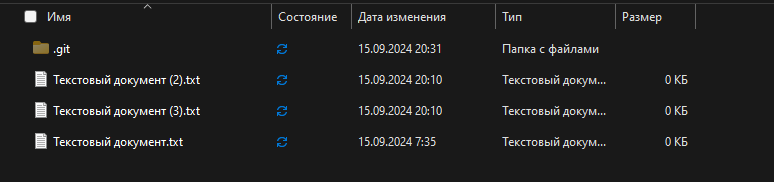 Имя Состояние Дата изменения Тип Размер
.git 15.09.2024 20:31 Папка с файлами
Текстовый документ (2).txt 15.09.2024 20:10 Текстовый докум... 0 КБ
Текстовый документ (3).txt 15.09.2024 20:10 Текстовый докум... 0 КБ
Текстовый документ.txt 15.09.2024 7:35 Текстовый докум... 0 КБ